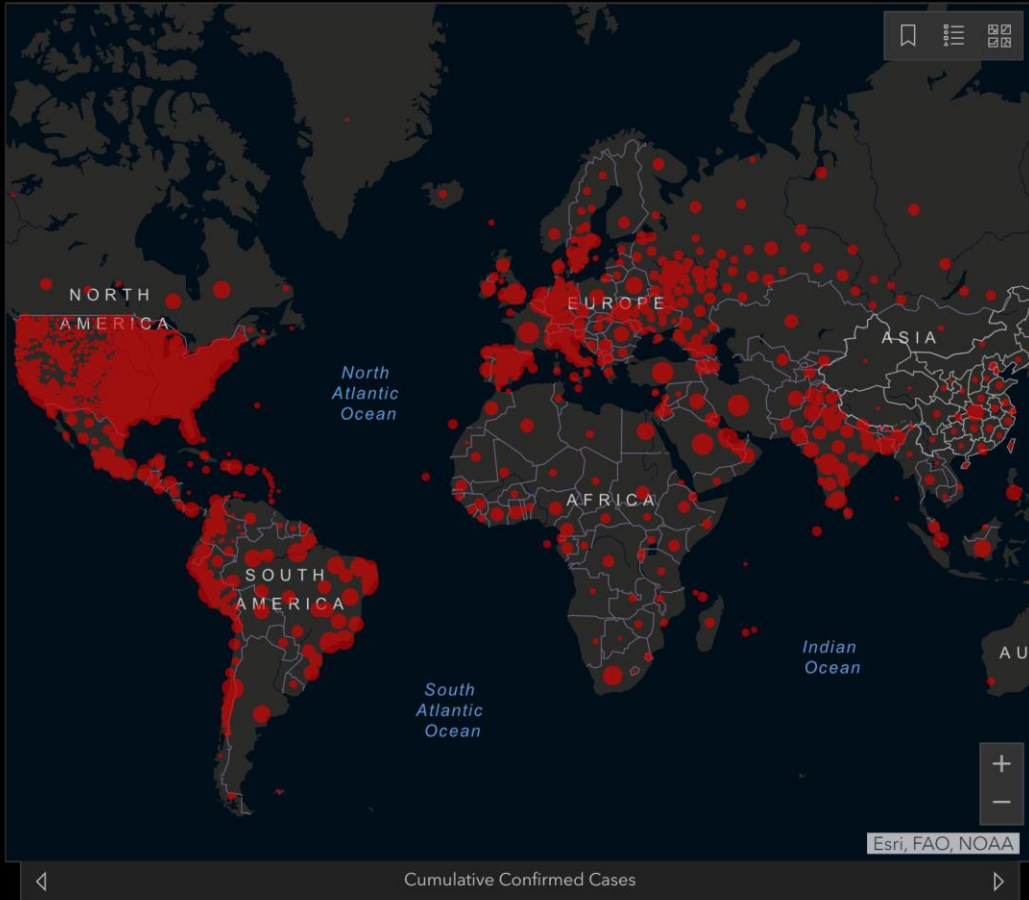 NORTH
AMERICA
EUROPE
ASIA
North
Atlantic
Ocean
AFRICA
SOUTH
AMERICA
Indian
Ocean
AU
South
Atlantic
Ocean
+
−
Esri, FAO, NOAA
Cumulative Confirmed Cases